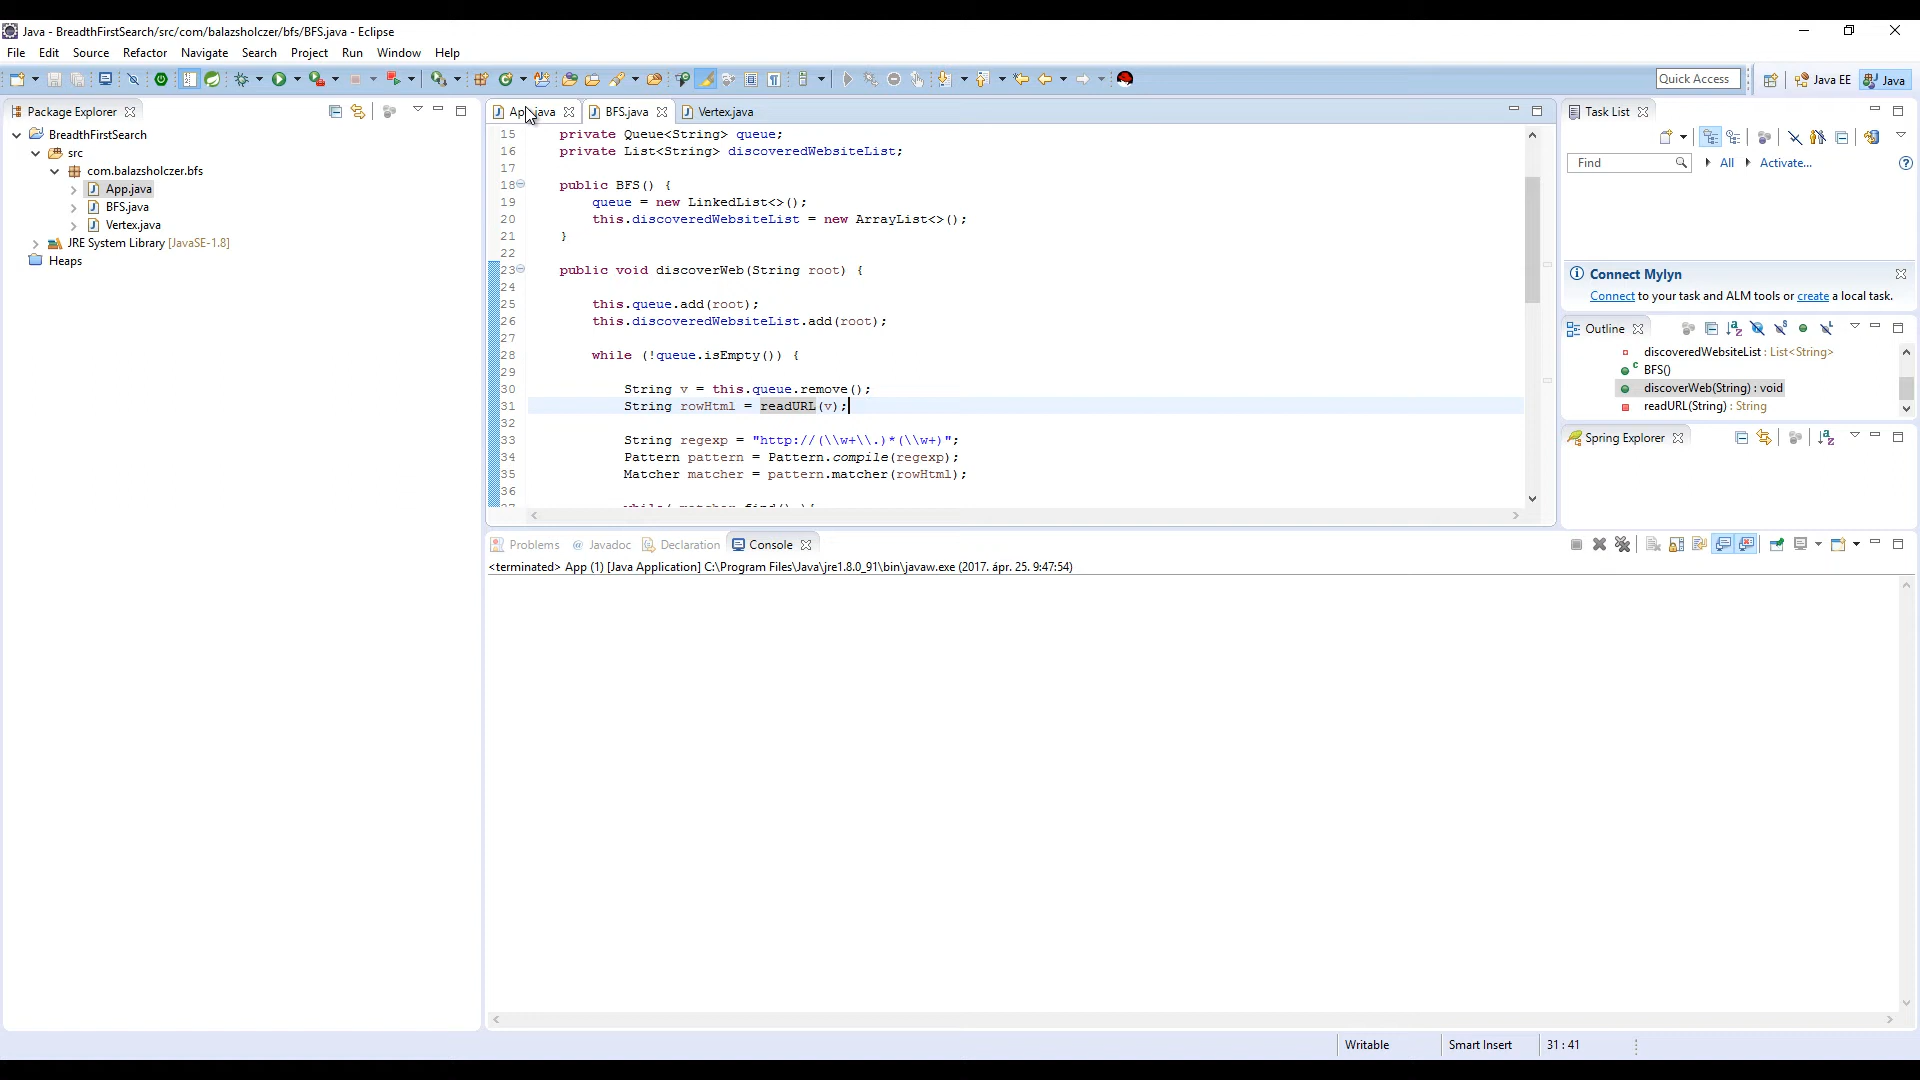 Java - BreadthFirstSearch/src/com/balazsholczer/bfs/BFS.java - Eclipse
File Edit Source Refactor Navigate Search Project Run Window Help
Quick Access
Java EE
Java
Package Explorer
BreadthFirstSearch
src
com.balazsholczer.bfs
App.java
BFS.java
Vertex.java
JRE System Library [JavaSE-1.8]
Heaps
App.java BFS.java Vertex.java
15 private Queue<String> queue;
16 private List<String> discoveredWebsiteList;
17
18 public BFS() {
19 queue = new LinkedList<>();
20 this.discoveredWebsiteList = new ArrayList<>();
21 }
22
23 public void discoverWeb(String root) {
24
25 this.queue.add(root);
26 this.discoveredWebsiteList.add(root);
27
28 while (!queue.isEmpty()) {
29
30 String v = this.queue.remove();
31 String rowHtml = readURL(v);
32
33 String regexp = "http://(\\w+\\.)*(\\w+)";
34 Pattern pattern = Pattern.compile(regexp);
35 Matcher matcher = pattern.matcher(rowHtml);
36
Problems @ Javadoc Declaration Console
<terminated> App (1) [Java Application] C:\Program Files\Java\jre1.8.0_91\bin\javaw.exe (2017. ápr. 25. 9:47:54)
Task List
Find All Activate...
Connect Mylyn
Connect to your task and ALM tools or create a local task.
Outline
discoveredWebsiteList : List<String>
BFS()
discoverWeb(String) : void
readURL(String) : String
Spring Explorer
Writable Smart Insert 31 : 41